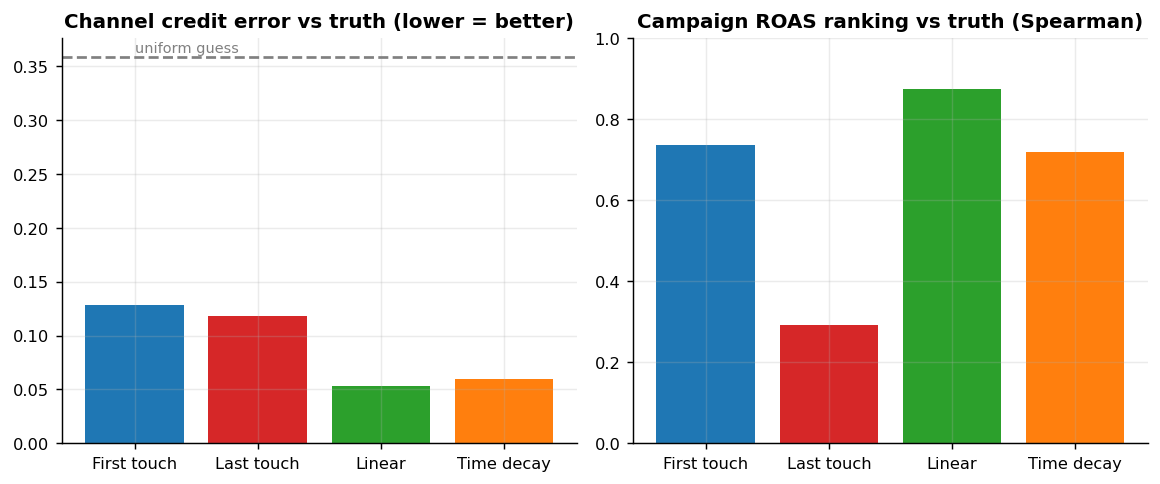 Channel credit error vs truth (lower = better)
uniform guess
0.35
0.30
0.25
0.20
0.15
0.10
0.05
0.00
First touch
Last touch
Linear
Time decay
Campaign ROAS ranking vs truth (Spearman)
1.0
0.8
0.6
0.4
0.2
0.0
First touch
Last touch
Linear
Time decay